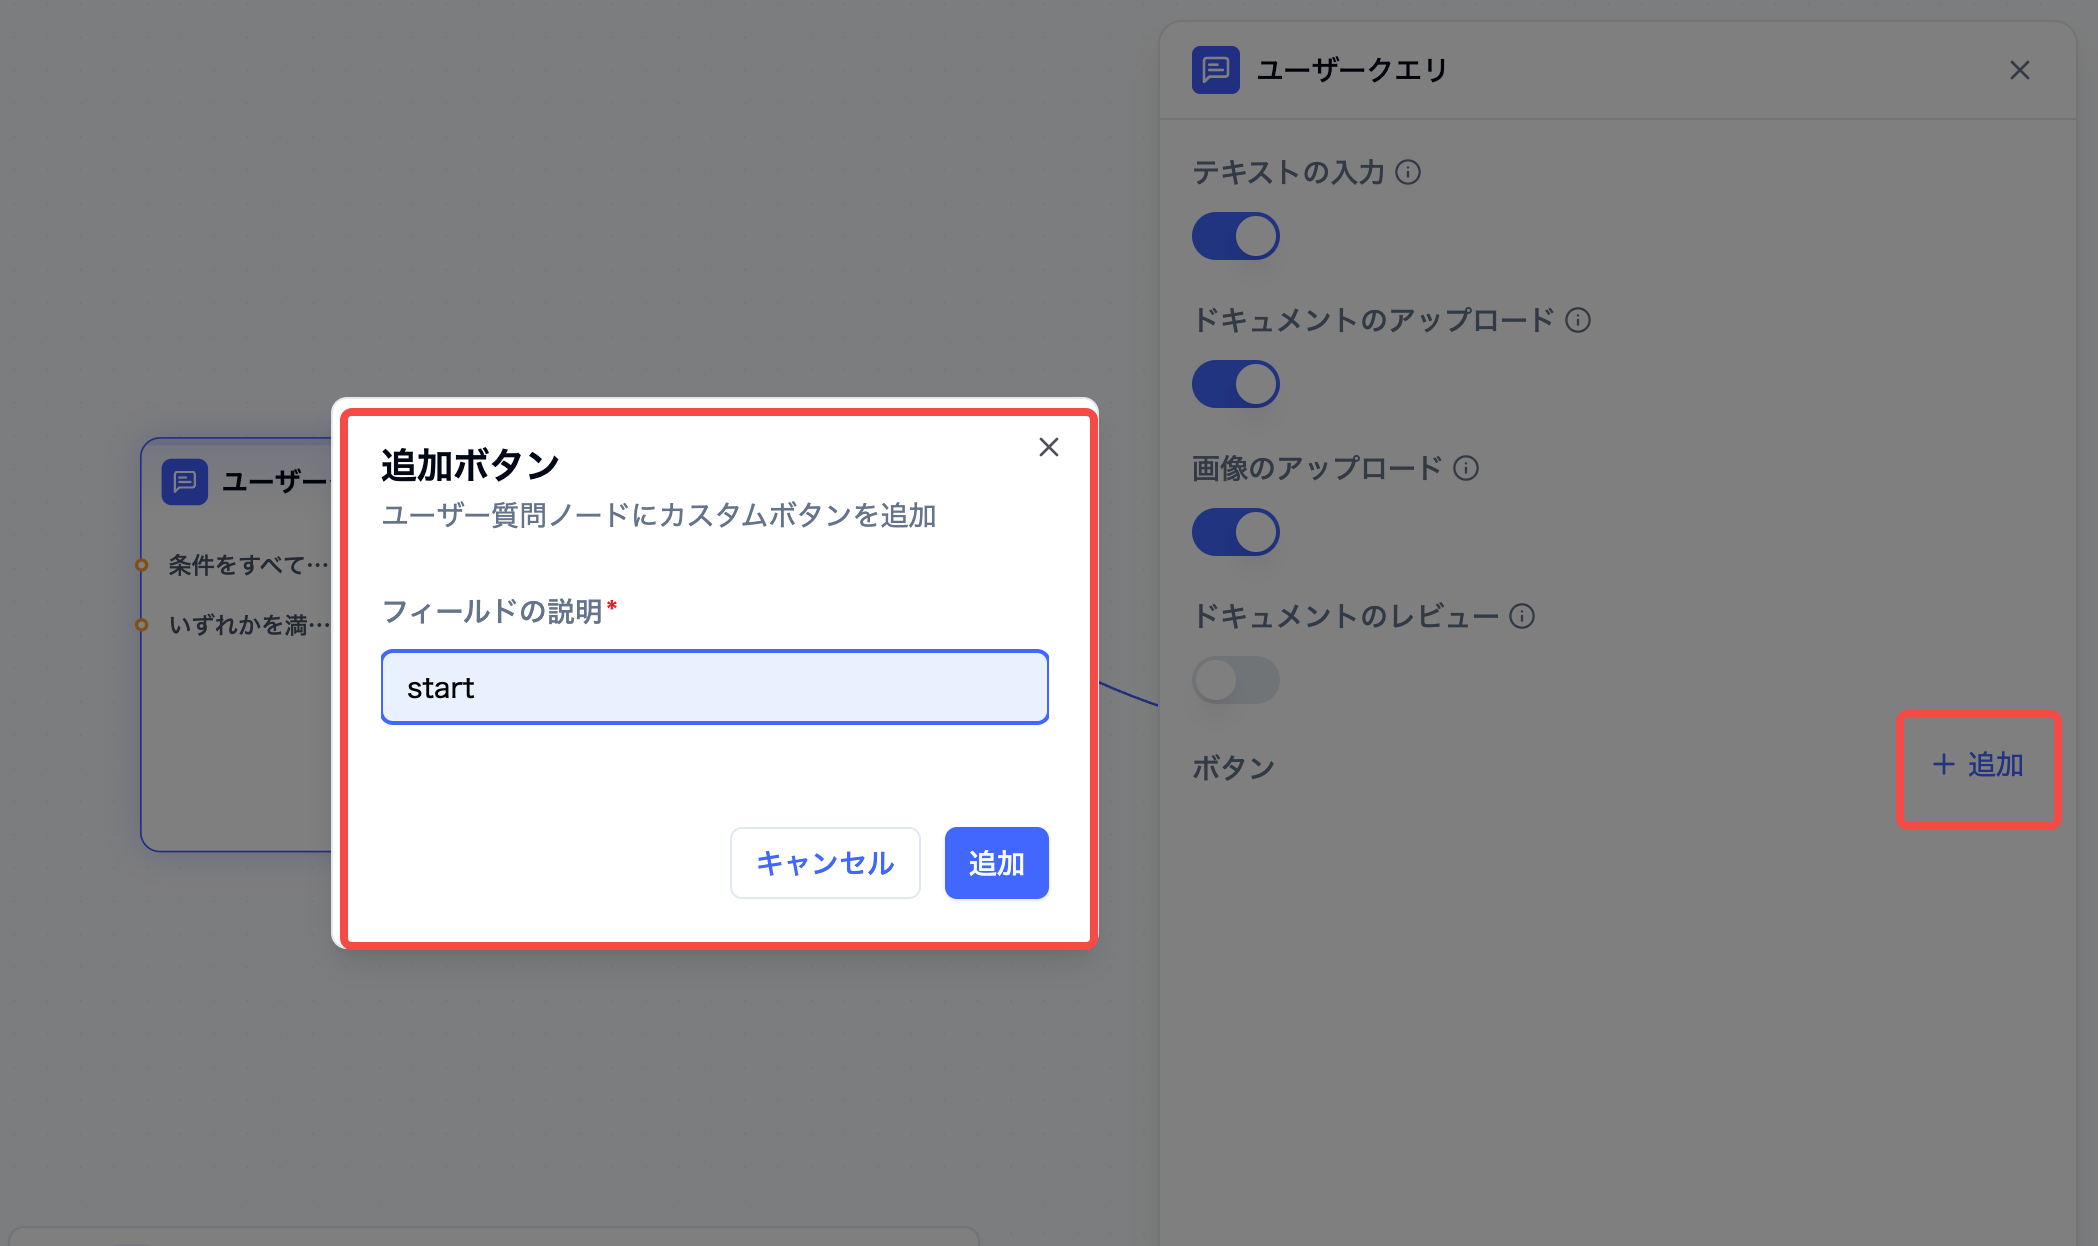 ユーザークエリ
テキストの入力
ドキュメントのアップロード
画像のアップロード
ドキュメントのレビュー
ボタン
+ 追加
ユーザー
条件をすべて…
いずれかを満…
追加ボタン
ユーザー質問ノードにカスタムボタンを追加
フィールドの説明*
start
キャンセル
追加